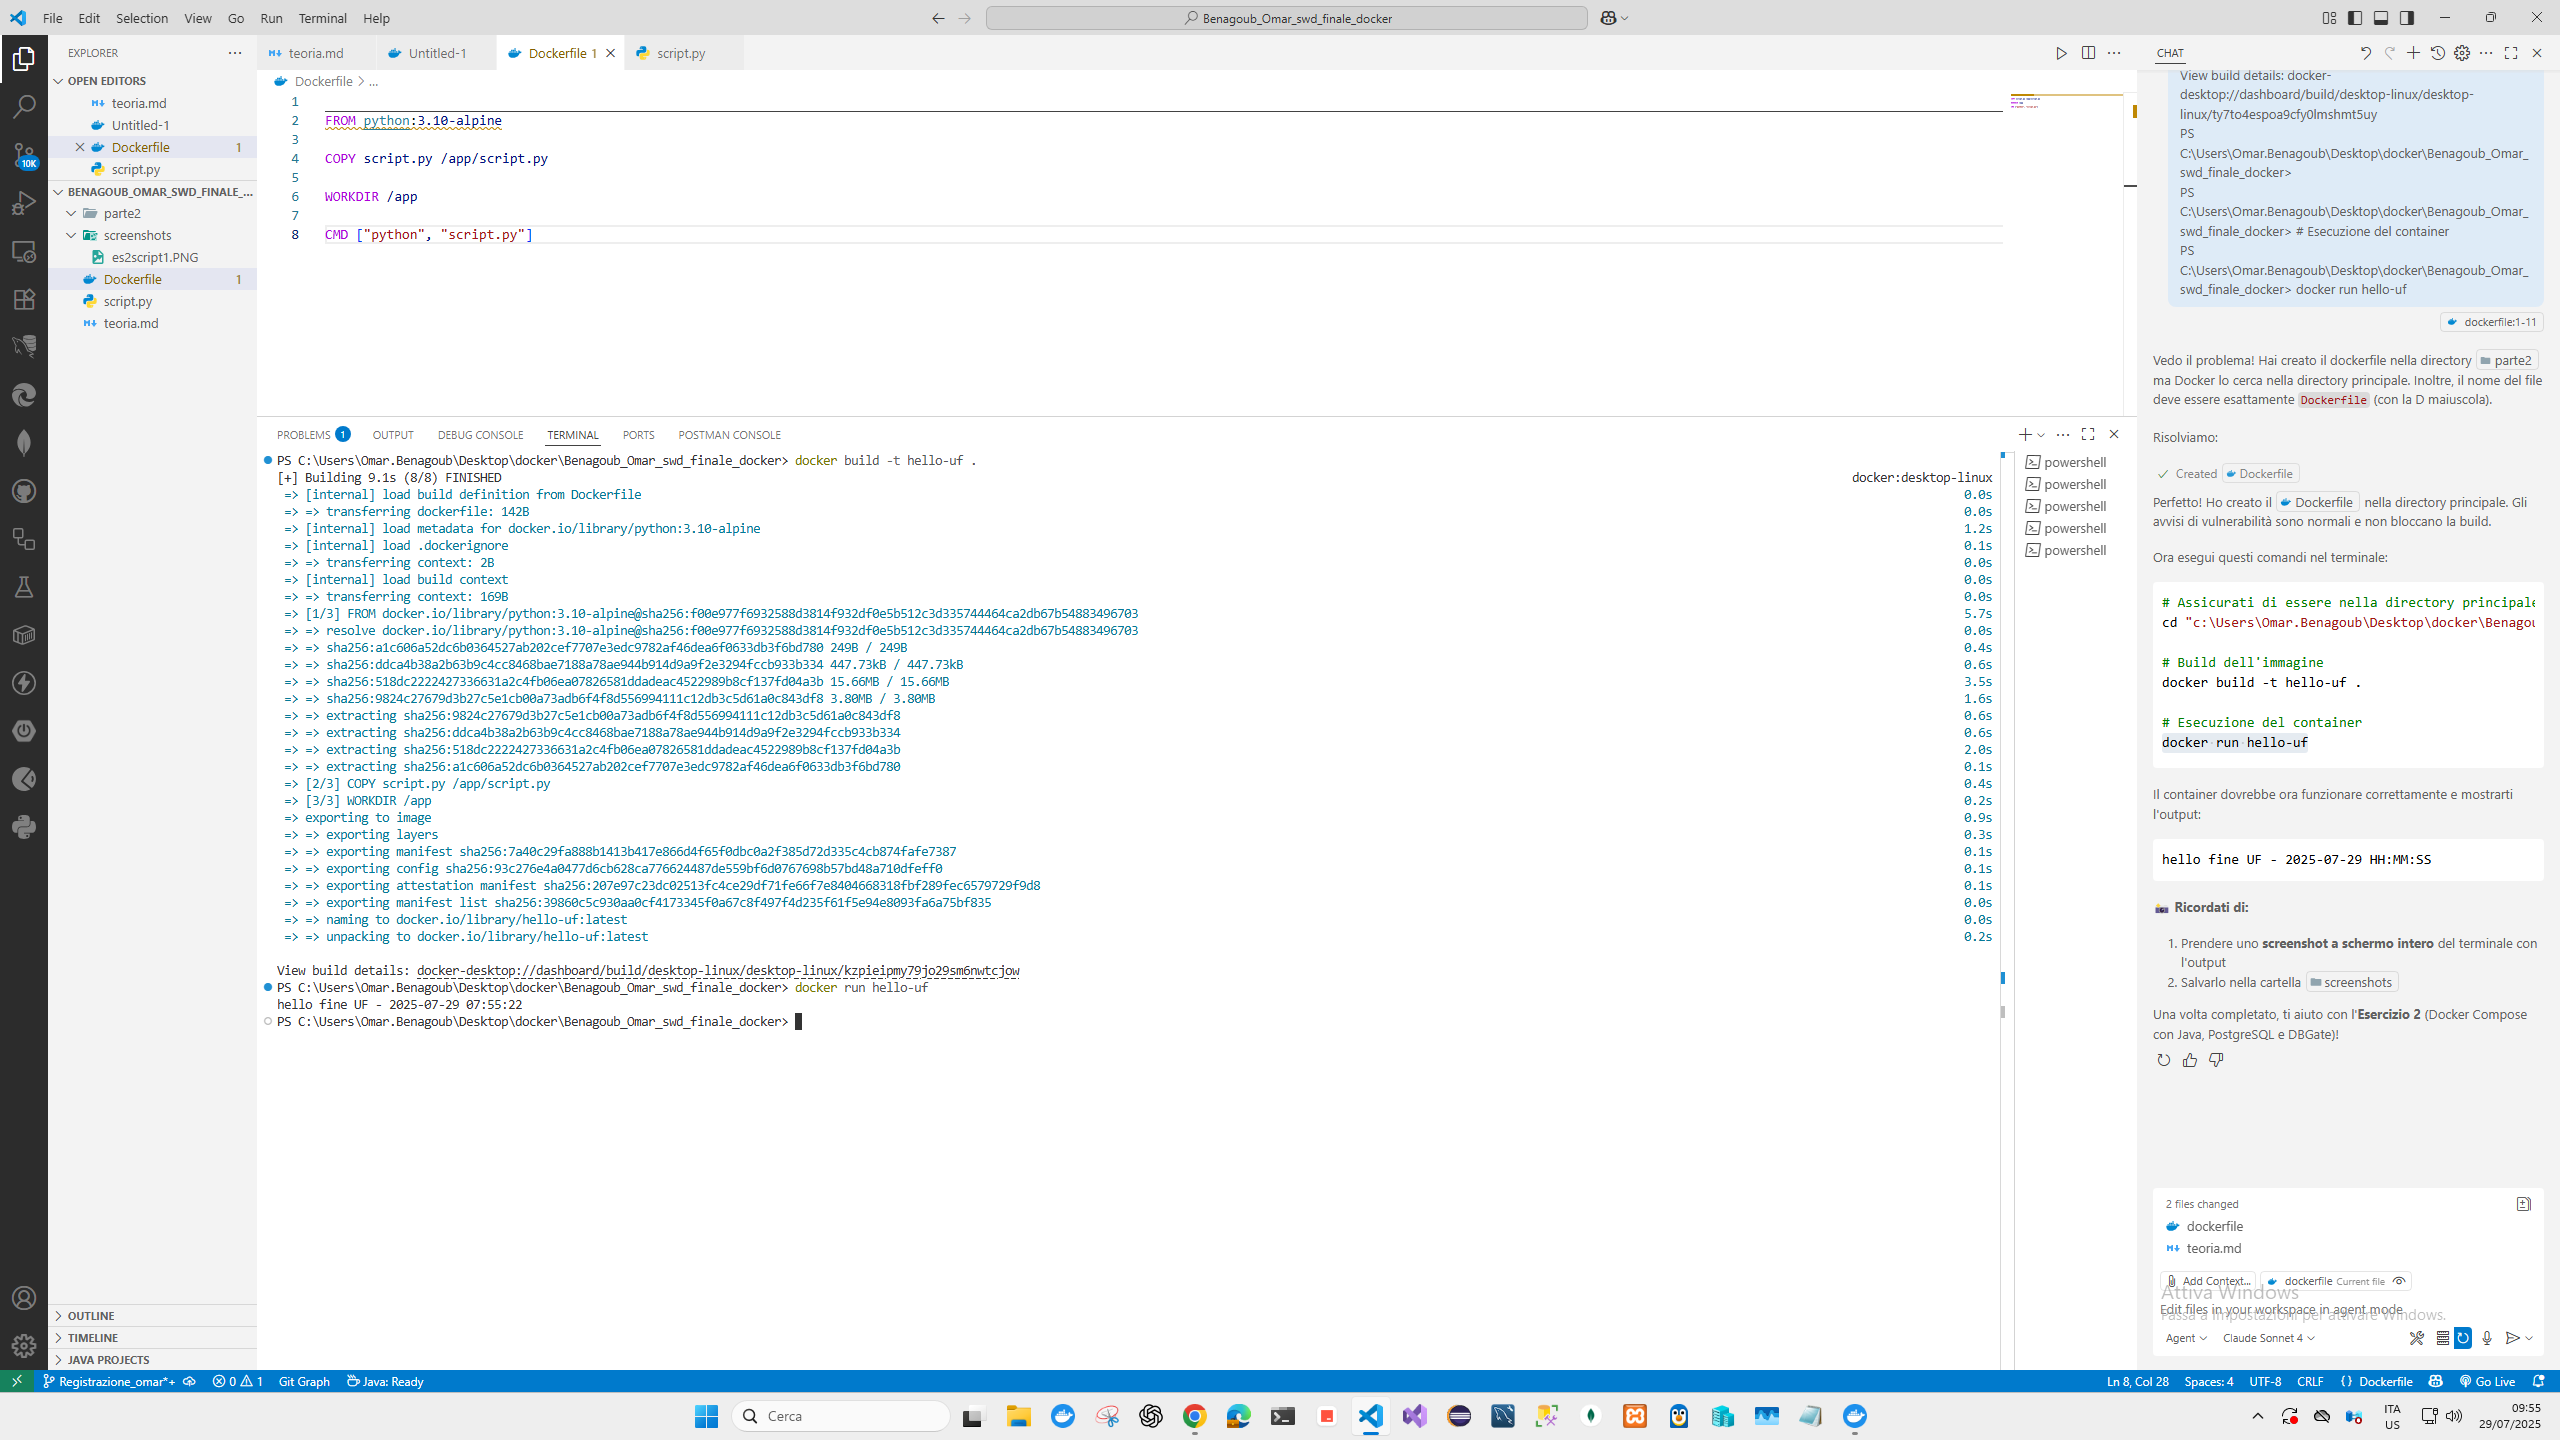 File Edit Selection View Go Run Terminal Help
Benagoub_Omar_swd_finale_docker
EXPLORER
OPEN EDITORS
teoria.md
Untitled-1
Dockerfile 1
script.py
BENAGOUB_OMAR_SWD_FINALE_...
parte2
screenshots
es2script1.PNG
Dockerfile 1
script.py
teoria.md
OUTLINE
TIMELINE
JAVA PROJECTS
10K
teoria.md Untitled-1 Dockerfile 1 script.py
Dockerfile > ...
1
2 FROM python:3.10-alpine
3
4 COPY script.py /app/script.py
5
6 WORKDIR /app
7
8 CMD ["python", "script.py"]
PROBLEMS 1 OUTPUT DEBUG CONSOLE TERMINAL PORTS POSTMAN CONSOLE
PS C:\Users\Omar.Benagoub\Desktop\docker\Benagoub_Omar_swd_finale_docker> docker build -t hello-uf .
[+] Building 9.1s (8/8) FINISHED docker:desktop-linux
=> [internal] load build definition from Dockerfile 0.0s
=> => transferring dockerfile: 142B 0.0s
=> [internal] load metadata for docker.io/library/python:3.10-alpine 1.2s
=> [internal] load .dockerignore 0.1s
=> => transferring context: 2B 0.0s
=> [internal] load build context 0.0s
=> => transferring context: 169B 0.0s
=> [1/3] FROM docker.io/library/python:3.10-alpine@sha256:f00e977f6932588d3814f932df0e5b512c3d335744464ca2db67b54883496703 5.7s
=> => resolve docker.io/library/python:3.10-alpine@sha256:f00e977f6932588d3814f932df0e5b512c3d335744464ca2db67b54883496703 0.0s
=> => sha256:a1c606a52dc6b0364527ab202cef7707e3edc9782af46dea6f0633db3f6bd780 249B / 249B 0.4s
=> => sha256:ddca4b38a2b63b9c4cc8468bae7188a78ae944b914d9a9f2e3294fccb933b334 447.73kB / 447.73kB 0.6s
=> => sha256:518dc2222427336631a2c4fb06ea07826581ddadeac4522989b8cf137fd04a3b 15.66MB / 15.66MB 3.5s
=> => sha256:9824c27679d3b27c5e1cb00a73adb6f4f8d556994111c12db3c5d61a0c843df8 3.80MB / 3.80MB 1.6s
=> => extracting sha256:9824c27679d3b27c5e1cb00a73adb6f4f8d556994111c12db3c5d61a0c843df8 0.6s
=> => extracting sha256:ddca4b38a2b63b9c4cc8468bae7188a78ae944b914d9a9f2e3294fccb933b334 0.6s
=> => extracting sha256:518dc2222427336631a2c4fb06ea07826581ddadeac4522989b8cf137fd04a3b 2.0s
=> => extracting sha256:a1c606a52dc6b0364527ab202cef7707e3edc9782af46dea6f0633db3f6bd780 0.1s
=> [2/3] COPY script.py /app/script.py 0.4s
=> [3/3] WORKDIR /app 0.2s
=> exporting to image 0.9s
=> => exporting layers 0.3s
=> => exporting manifest sha256:7a40c29fa888b1413b417e866d4f65f0dbc0a2f385d72d335c4cb874fafe7387 0.1s
=> => exporting config sha256:93c276e4a0477d6cb628ca776624487de559bf6d0767698b57bd48a710dfeff0 0.1s
=> => exporting attestation manifest sha256:207e97c23dc02513fc4ce29df71fe66f7e8404668318fbf289fec6579729f9d8 0.1s
=> => exporting manifest list sha256:39860c5c930aa0cf4173345f0a67c8f497f4d235f61f5e94e8093fa6a75bf835 0.0s
=> => naming to docker.io/library/hello-uf:latest 0.0s
=> => unpacking to docker.io/library/hello-uf:latest 0.2s
View build details: docker-desktop://dashboard/build/desktop-linux/desktop-linux/kzpieipmy79jo29sm6nwtcjow
PS C:\Users\Omar.Benagoub\Desktop\docker\Benagoub_Omar_swd_finale_docker> docker run hello-uf
hello fine UF - 2025-07-29 07:55:22
PS C:\Users\Omar.Benagoub\Desktop\docker\Benagoub_Omar_swd_finale_docker>
powershell
powershell
powershell
powershell
powershell
CHAT
View build details: docker-
desktop://dashboard/build/desktop-linux/desktop-
linux/ty7to4espoa9cfy0lmshmt5uy
PS
C:\Users\Omar.Benagoub\Desktop\docker\Benagoub_Omar_
swd_finale_docker>
PS
C:\Users\Omar.Benagoub\Desktop\docker\Benagoub_Omar_
swd_finale_docker> # Esecuzione del container
PS
C:\Users\Omar.Benagoub\Desktop\docker\Benagoub_Omar_
swd_finale_docker> docker run hello-uf
dockerfile:1-11
Vedo il problema! Hai creato il dockerfile nella directory parte2
ma Docker lo cerca nella directory principale. Inoltre, il nome del file
deve essere esattamente Dockerfile (con la D maiuscola).
Risolviamo:
Created Dockerfile
Perfetto! Ho creato il Dockerfile nella directory principale. Gli
avvisi di vulnerabilità sono normali e non bloccano la build.
Ora esegui questi comandi nel terminale:
# Assicurati di essere nella directory principale
cd "c:\Users\Omar.Benagoub\Desktop\docker\Benagou
# Build dell'immagine
docker build -t hello-uf .
# Esecuzione del container
docker run hello-uf
Il container dovrebbe ora funzionare correttamente e mostrarti
l'output:
hello fine UF - 2025-07-29 HH:MM:SS
Ricordati di:
1. Prendere uno screenshot a schermo intero del terminale con
l'output
2. Salvarlo nella cartella screenshots
Una volta completato, ti aiuto con l'Esercizio 2 (Docker Compose
con Java, PostgreSQL e DBGate)!
2 files changed
dockerfile
teoria.md
Add Context... dockerfile Current file
Attiva Windows
Edit files in your workspace in agent mode
Passa a Impostazioni per attivare Windows.
Agent Claude Sonnet 4
Registrazione_omar*+ 0 1 Git Graph Java: Ready
Ln 8, Col 28 Spaces: 4 UTF-8 CRLF {} Dockerfile Go Live
Cerca
ITA
US
09:55
29/07/2025